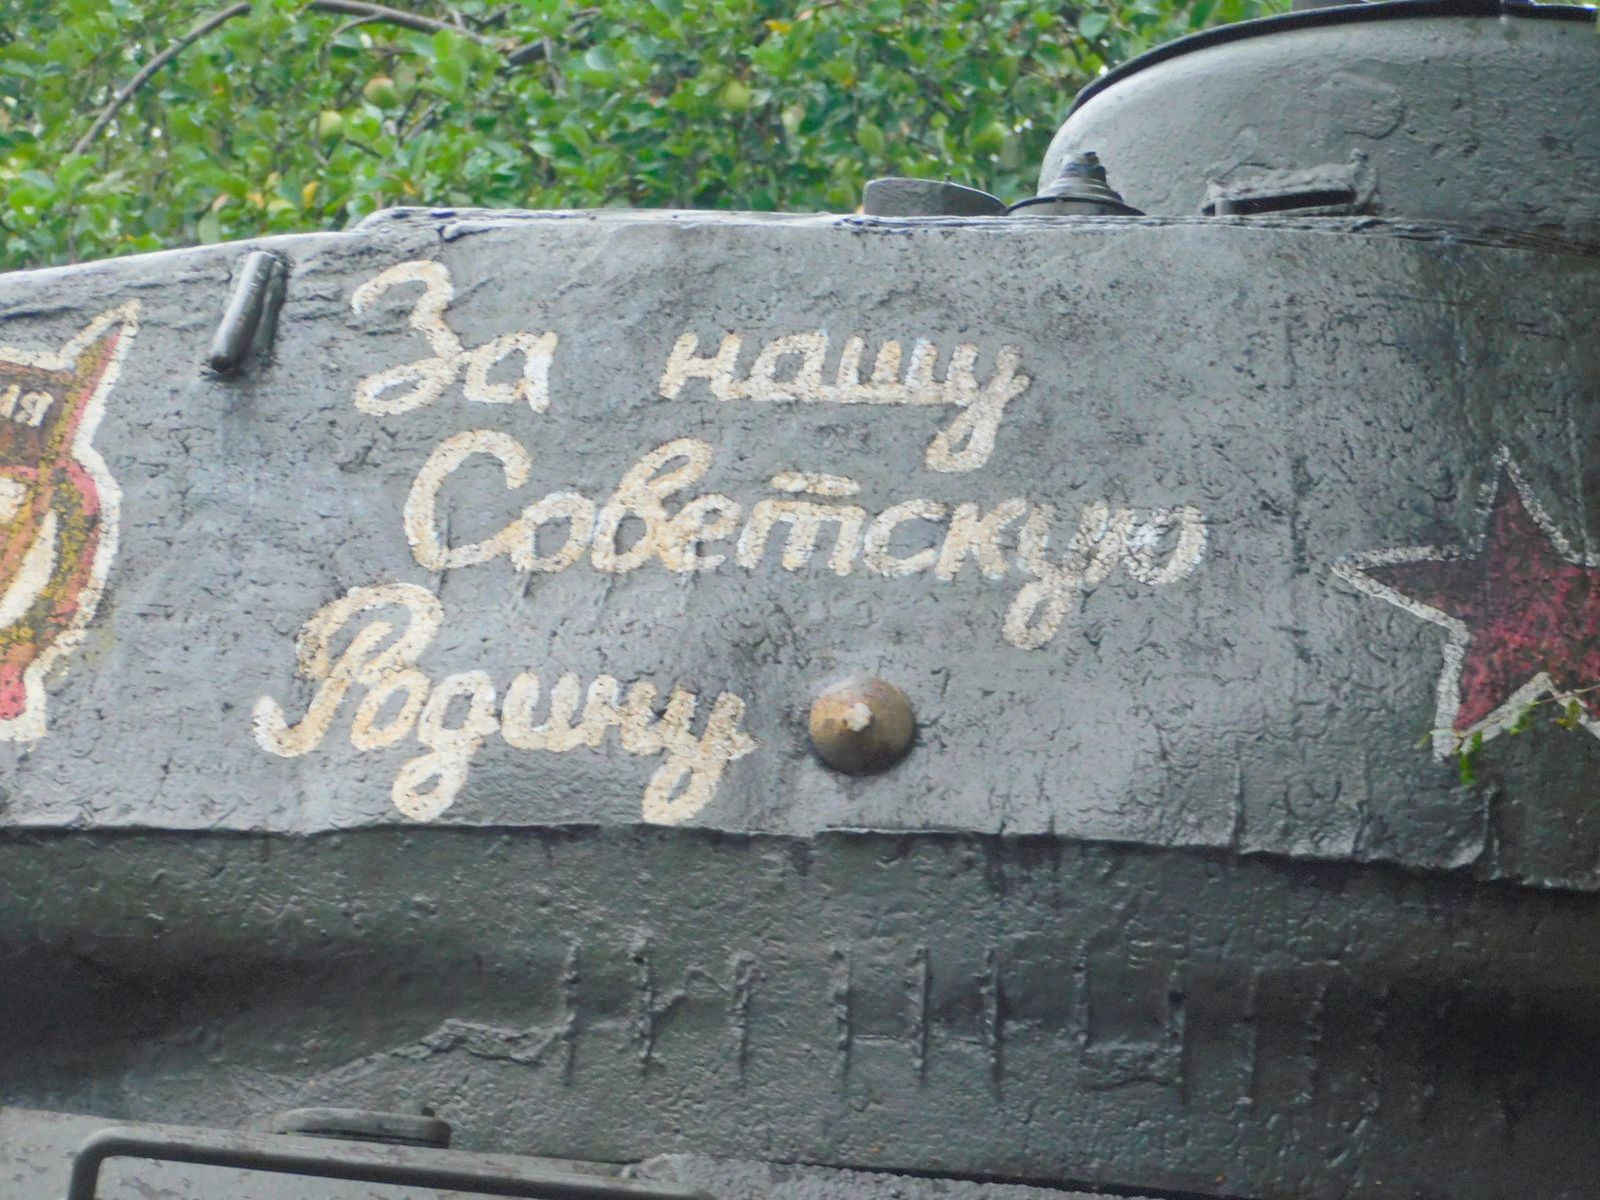 За нашу
Советскую
Родину